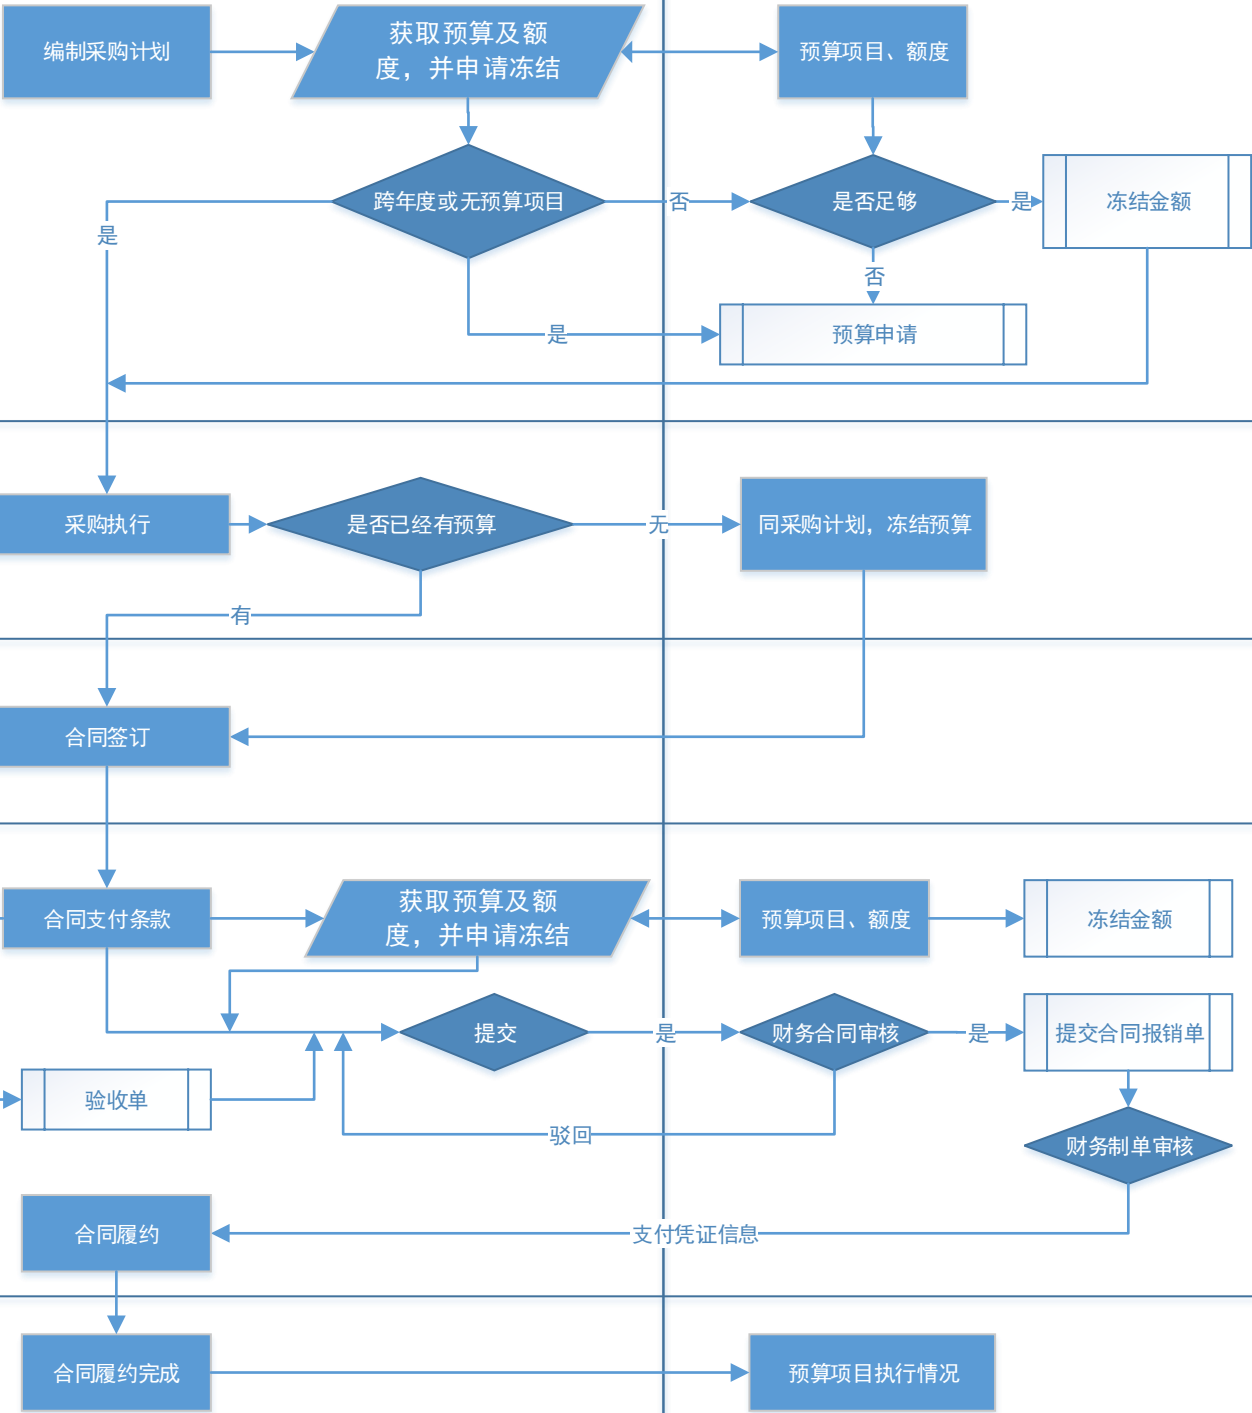 编制采购计划
获取预算及额
度，并申请冻结
预算项目、额度
跨年度或无预算项目
否
是否足够
是
冻结金额
是
否
是
预算申请
采购执行
是否已经有预算
无
同采购计划，冻结预算
有
合同签订
合同支付条款
获取预算及额
度，并申请冻结
预算项目、额度
冻结金额
提交
是
财务合同审核
是
提交合同报销单
验收单
驳回
财务制单审核
合同履约
支付凭证信息
合同履约完成
预算项目执行情况